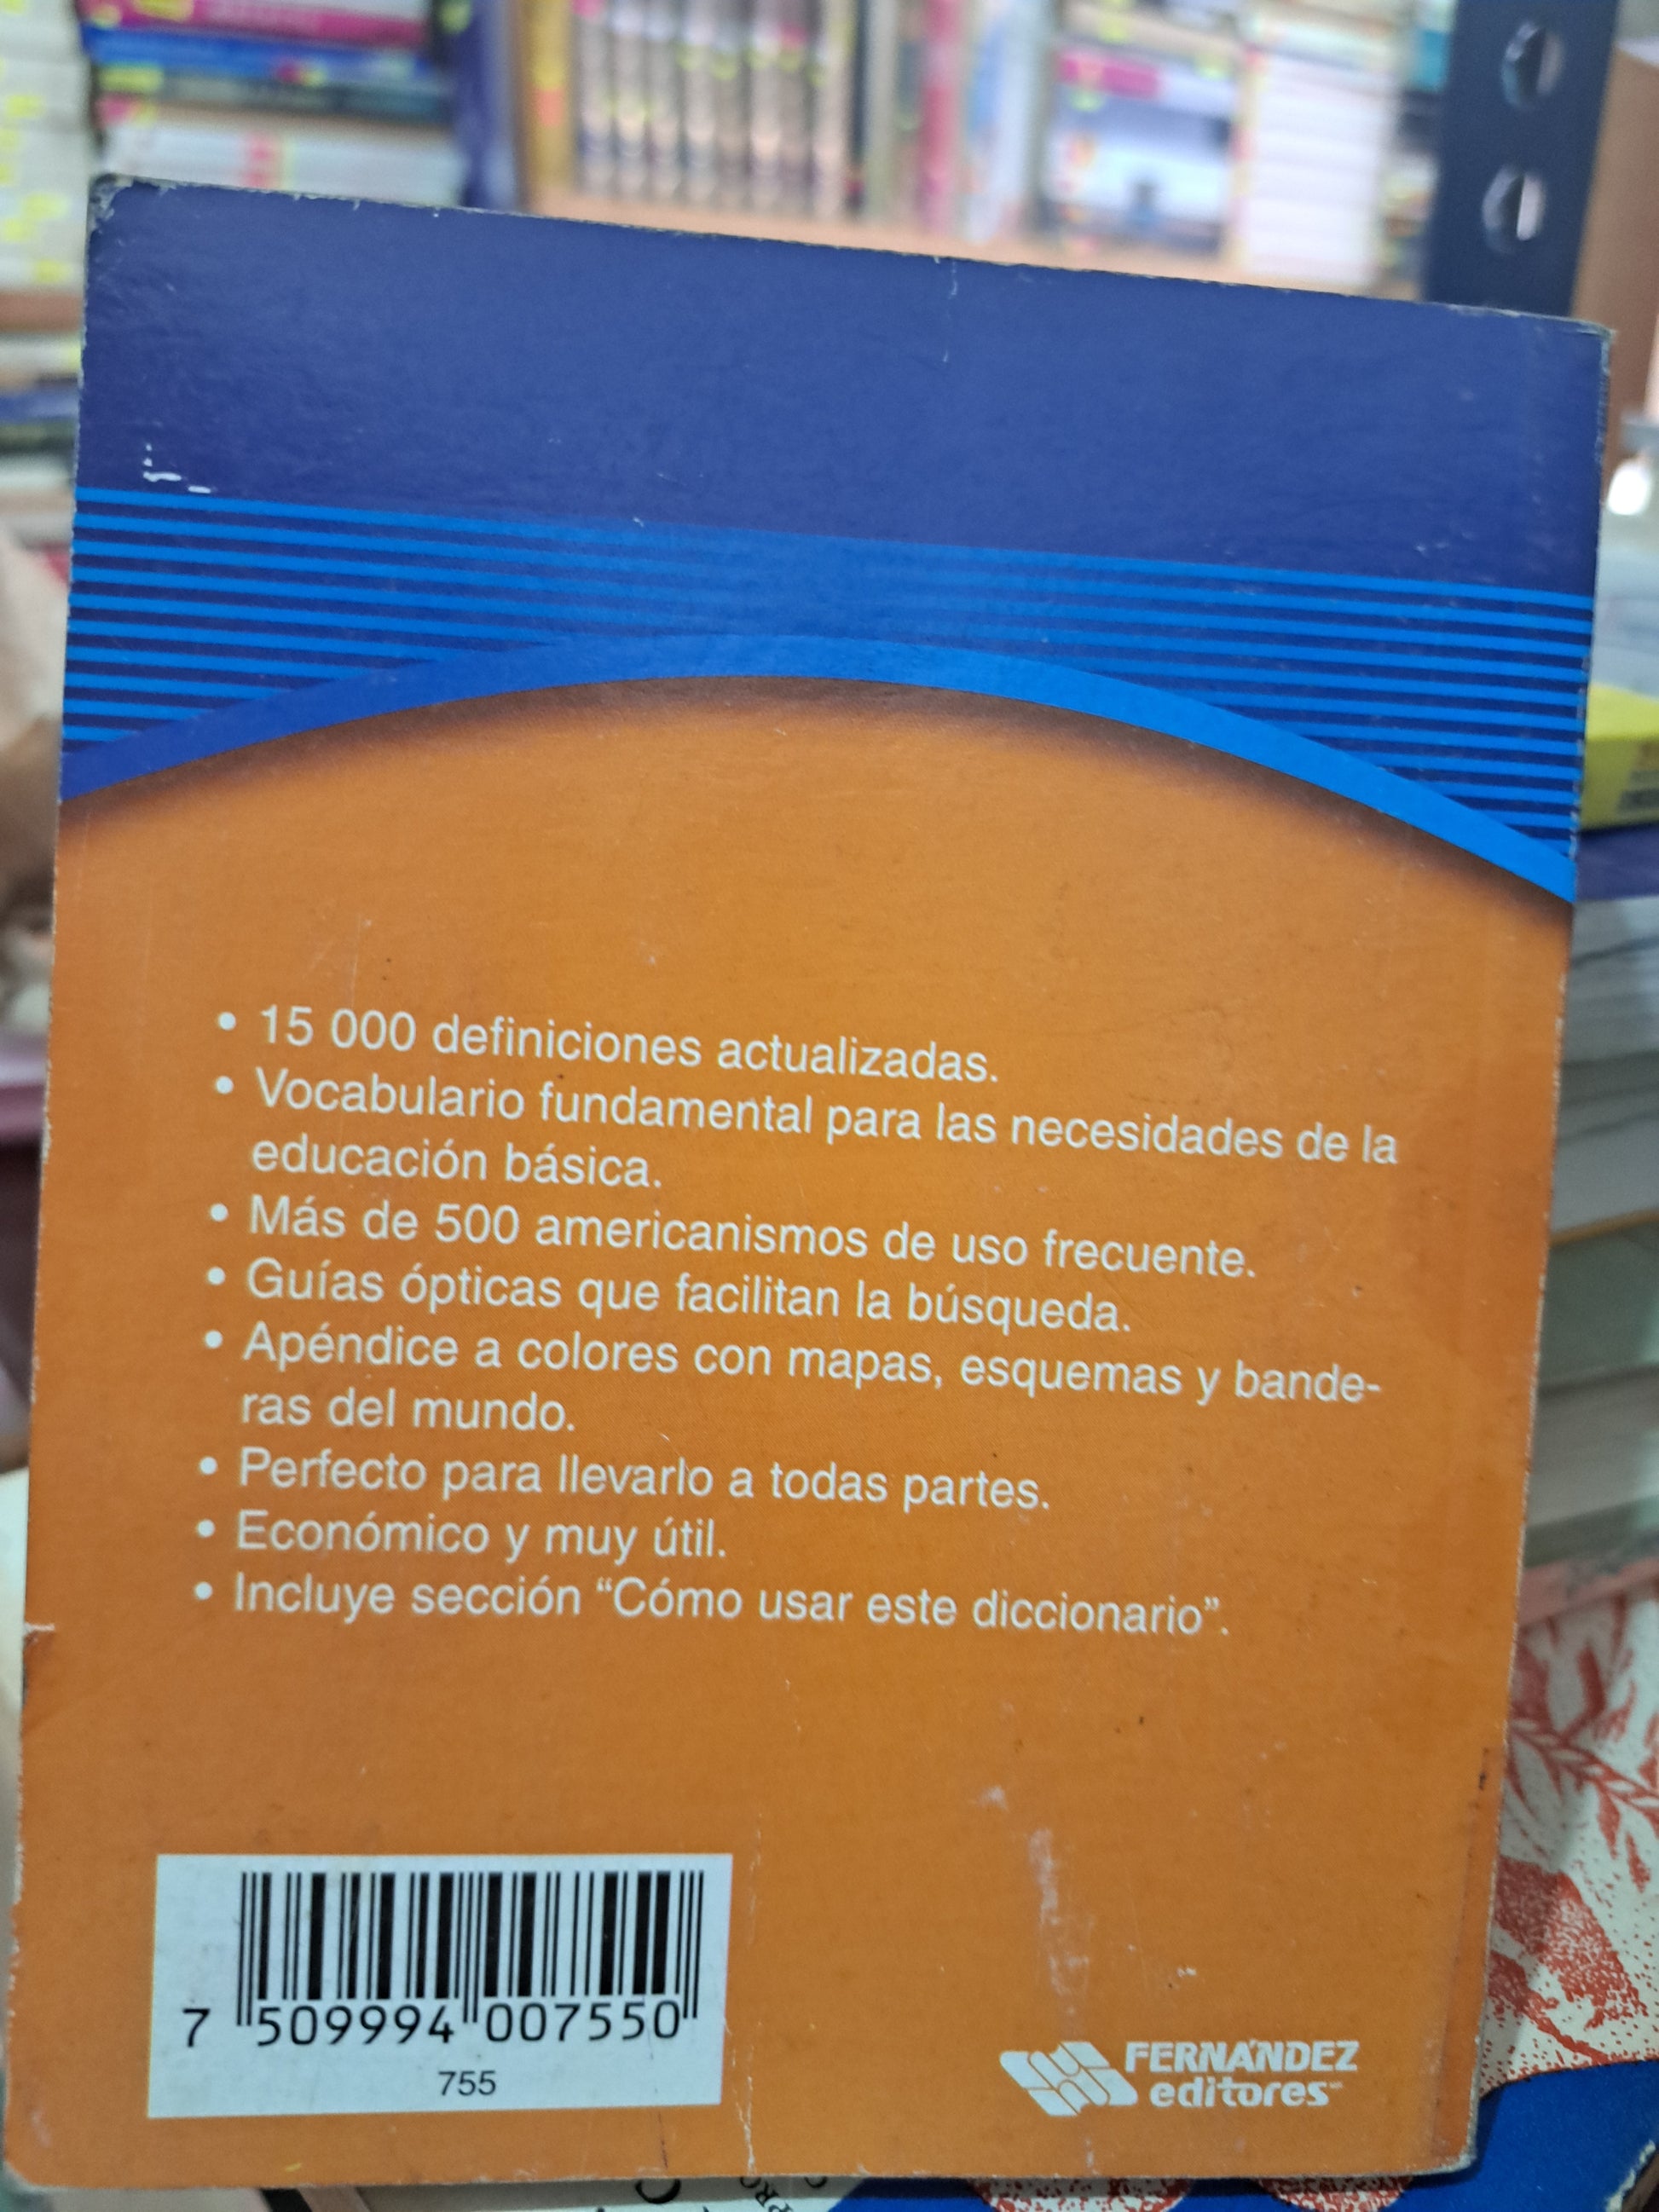 • 15 000 definiciones actualizadas.
• Vocabulario fundamental para las necesidades de la
educación básica.
• Más de 500 americanismos de uso frecuente.
• Guías ópticas que facilitan la búsqueda.
• Apéndice a colores con mapas, esquemas y bande-
ras del mundo.
• Perfecto para llevarlo a todas partes.
• Económico y muy útil.
• Incluye sección “Cómo usar este diccionario”.
7 509994 007550
755
FERNÁNDEZ
editores